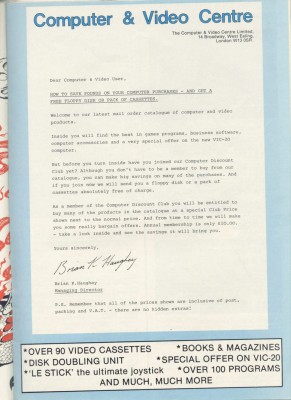 Computer & Video Centre
The Computer & Video Centre Limited,
14 Broadway, West Ealing,
London W13 0SR.
Dear Computer & Video User,
HOW TO SAVE POUNDS ON YOUR COMPUTER PURCHASES - AND GET A
FREE FLOPPY DISK OR PACK OF CASSETTES.
Welcome to our latest mail order catalogue of computer and video
products.
Inside you will find the best in games programs, business software,
computer accessories and a very special offer on the new VIC-20
computer.
But before you turn inside have you joined our Computer Discount
Club yet? Although you don't have to be a member to buy from our
catalogue, you can make big savings on many of the purchases. And
if you join now we will send you a floppy disk or a pack of
cassettes absolutely free of charge.
As a member of the Computer Discount Club you will be entitled to
buy many of the products in the catalogue at a special Club Price
shown next to the normal price. And from time to time we will make
you some really bargain offers. Annual membership is only
- take a look inside and see the savings it will bring you.
Yours sincerely,
Brian K Haughey
Brian K.Haughey
Managing Director
P.S. Remember that all of the prices shown are inclusive of post,
packing and V.A.T. - there are no hidden extras!
*OVER 90 VIDEO CASSETTES *BOOKS & MAGAZINES
*DISK DOUBLING UNIT *SPECIAL OFFER ON VIC-20
*'LE STICK' the ultimate joystick *OVER 100 PROGRAMS
AND MUCH, MUCH MORE